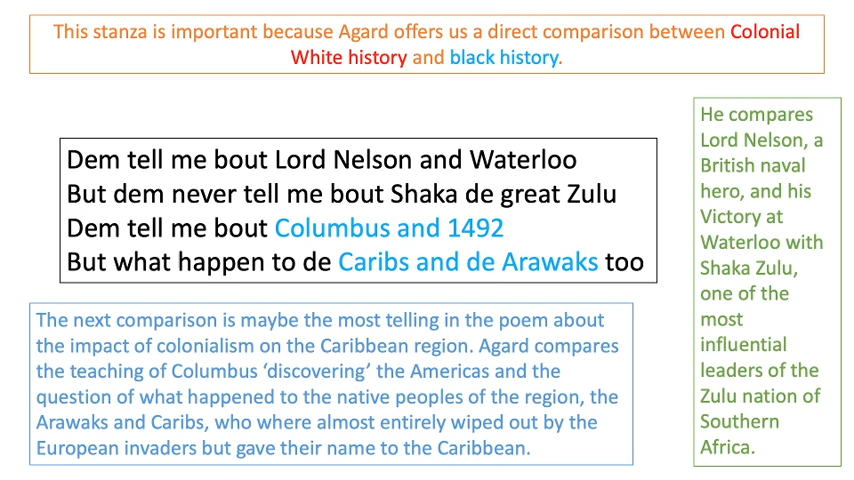 This stanza is important because Agard offers us a direct comparison between Colonial
White history and black history.
Dem tell me bout Lord Nelson and Waterloo
But dem never tell me bout Shaka de great Zulu
Dem tell me bout Columbus and 1492
But what happen to de Caribs and de Arawaks too
He compares
Lord Nelson, a
British naval
hero, and his
Victory at
Waterloo with
Shaka Zulu,
one of the
most
influential
leaders of the
Zulu nation of
Southern
Africa.
The next comparison is maybe the most telling in the poem about
the impact of colonialism on the Caribbean region. Agard compares
the teaching of Columbus ‘discovering’ the Americas and the
question of what happened to the native peoples of the region, the
Arawaks and Caribs, who where almost entirely wiped out by the
European invaders but gave their name to the Caribbean.